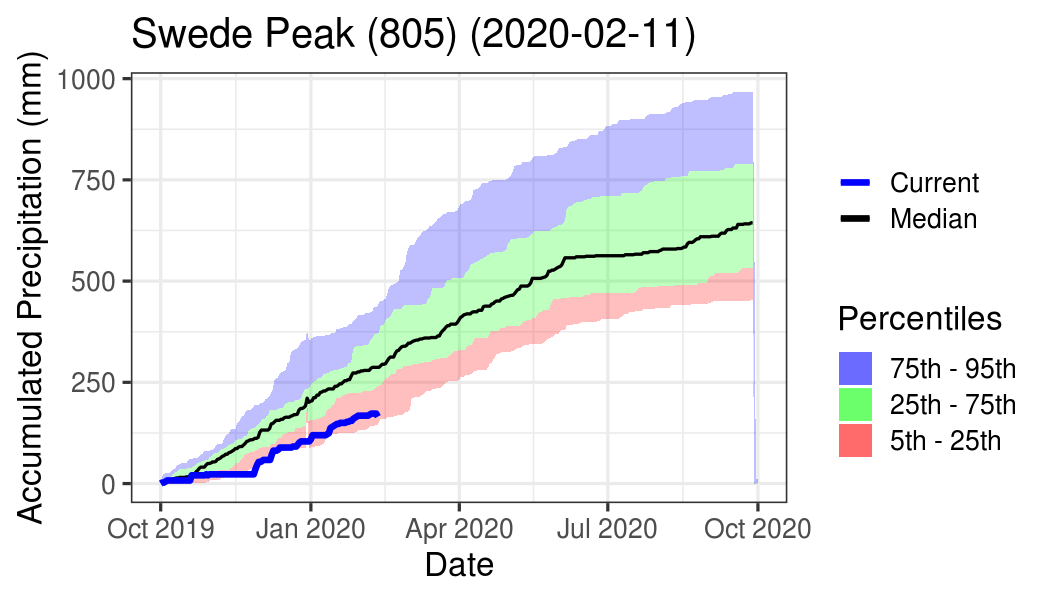 Swede Peak (805) (2020-02-11)
Accumulated Precipitation (mm)
1000
750
500
250
0
Oct 2019
Jan 2020
Apr 2020
Jul 2020
Oct 2020
Date
Current
Median
Percentiles
75th - 95th
25th - 75th
5th - 25th